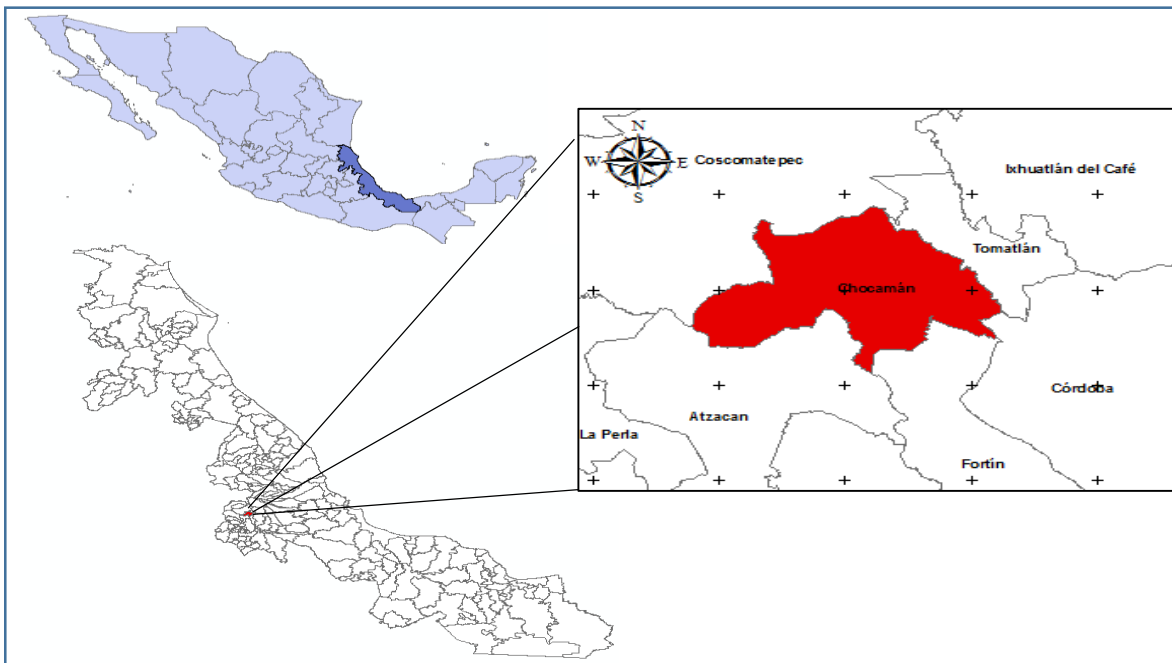 N
W
E
S
Coscomatepec
Ixhuatlán del Café
Tomatlán
Chocamán
Córdoba
Atzacan
La Perla
Fortín